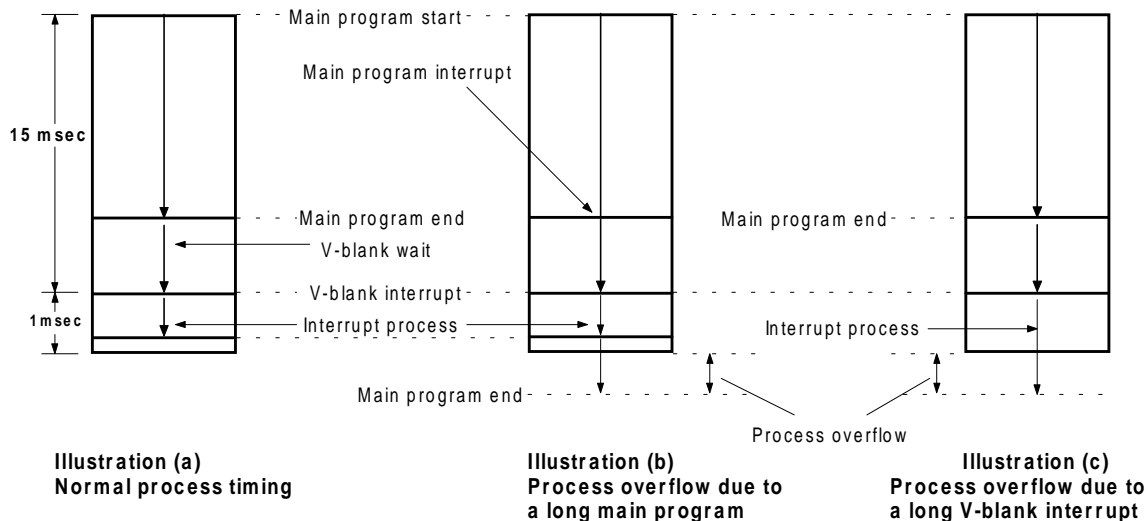 Main program start
Main program interrupt
15 msec
Main program end
Main program end
V-blank wait
V-blank interrupt
1msec
Interrupt process
Interrupt process
Main program end
Process overflow
Illustration (a)
Normal process timing
Illustration (b)
Process overflow due to
a long main program
Illustration (c)
Process overflow due to
a long V-blank interrupt